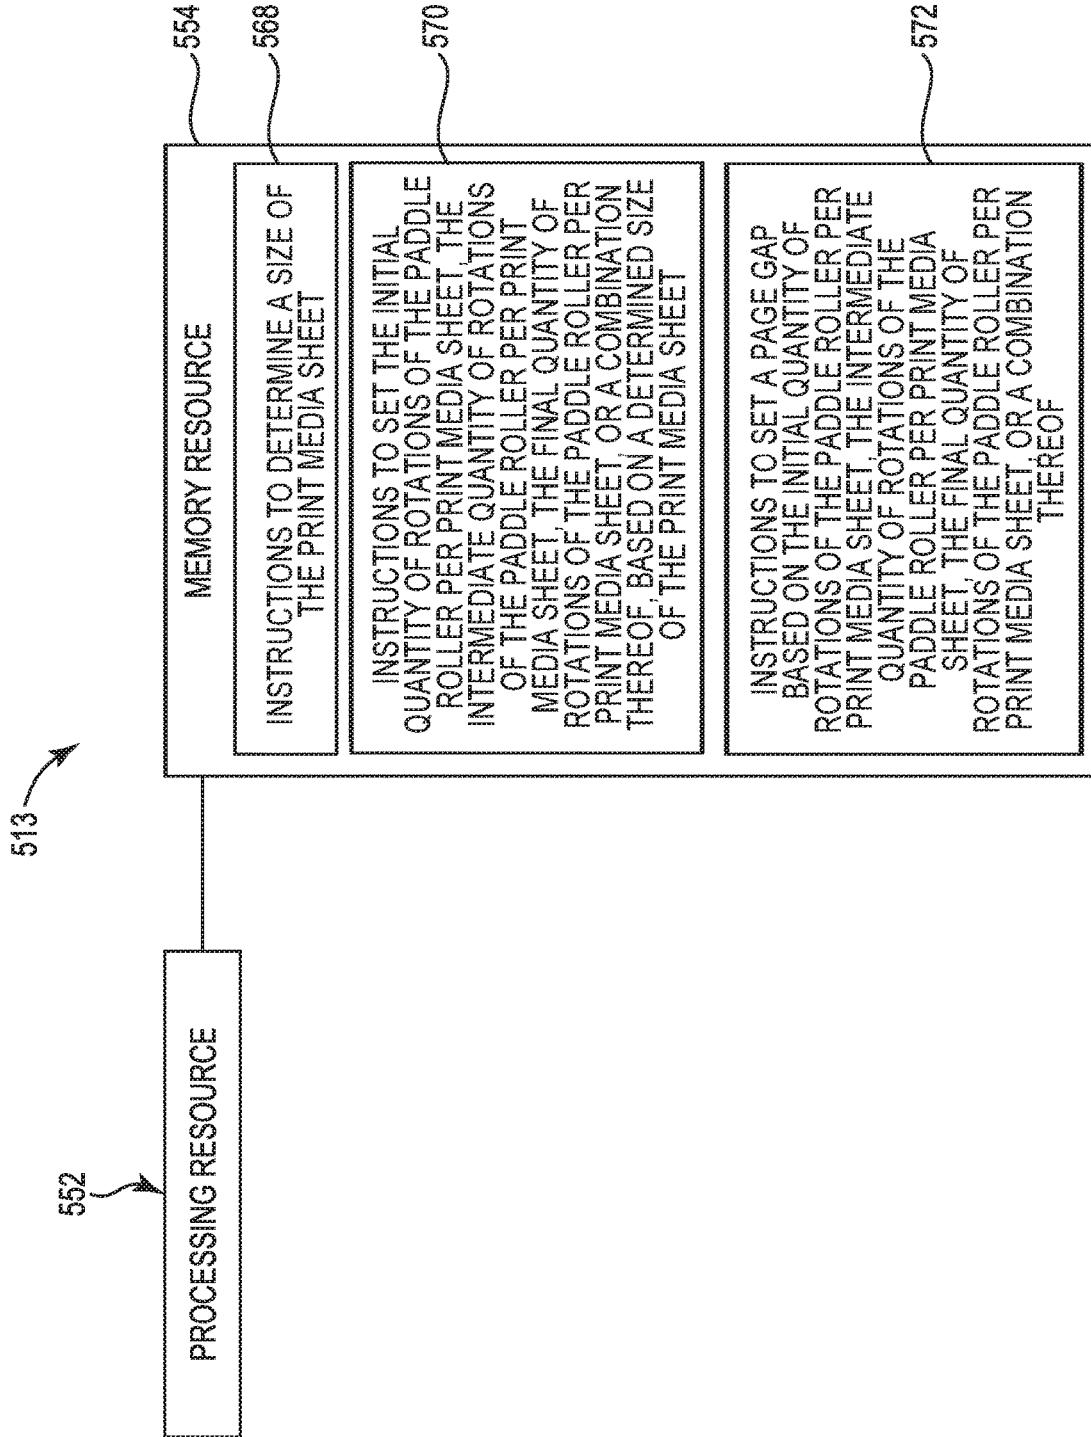 513
552
PROCESSING RESOURCE
554
MEMORY RESOURCE
568
INSTRUCTIONS TO DETERMINE A SIZE OF
THE PRINT MEDIA SHEET
570
INSTRUCTIONS TO SET THE INITIAL
QUANTITY OF ROTATIONS OF THE PADDLE
ROLLER PER PRINT MEDIA SHEET, THE
INTERMEDIATE QUANTITY OF ROTATIONS
OF THE PADDLE ROLLER PER PRINT
MEDIA SHEET, THE FINAL QUANTITY OF
ROTATIONS OF THE PADDLE ROLLER PER
PRINT MEDIA SHEET, OR A COMBINATION
THEREOF, BASED ON, A DETERMINED SIZE
OF THE PRINT MEDIA SHEET
572
INSTRUCTIONS TO SET A PAGE GAP
BASED ON THE INITIAL QUANTITY OF
ROTATIONS OF THE PADDLE ROLLER PER
PRINT MEDIA SHEET, THE INTERMEDIATE
QUANTITY OF ROTATIONS OF THE
PADDLE ROLLER PER PRINT MEDIA
SHEET, THE FINAL QUANTITY OF
ROTATIONS OF THE PADDLE ROLLER PER
PRINT MEDIA SHEET, OR A COMBINATION
THEREOF